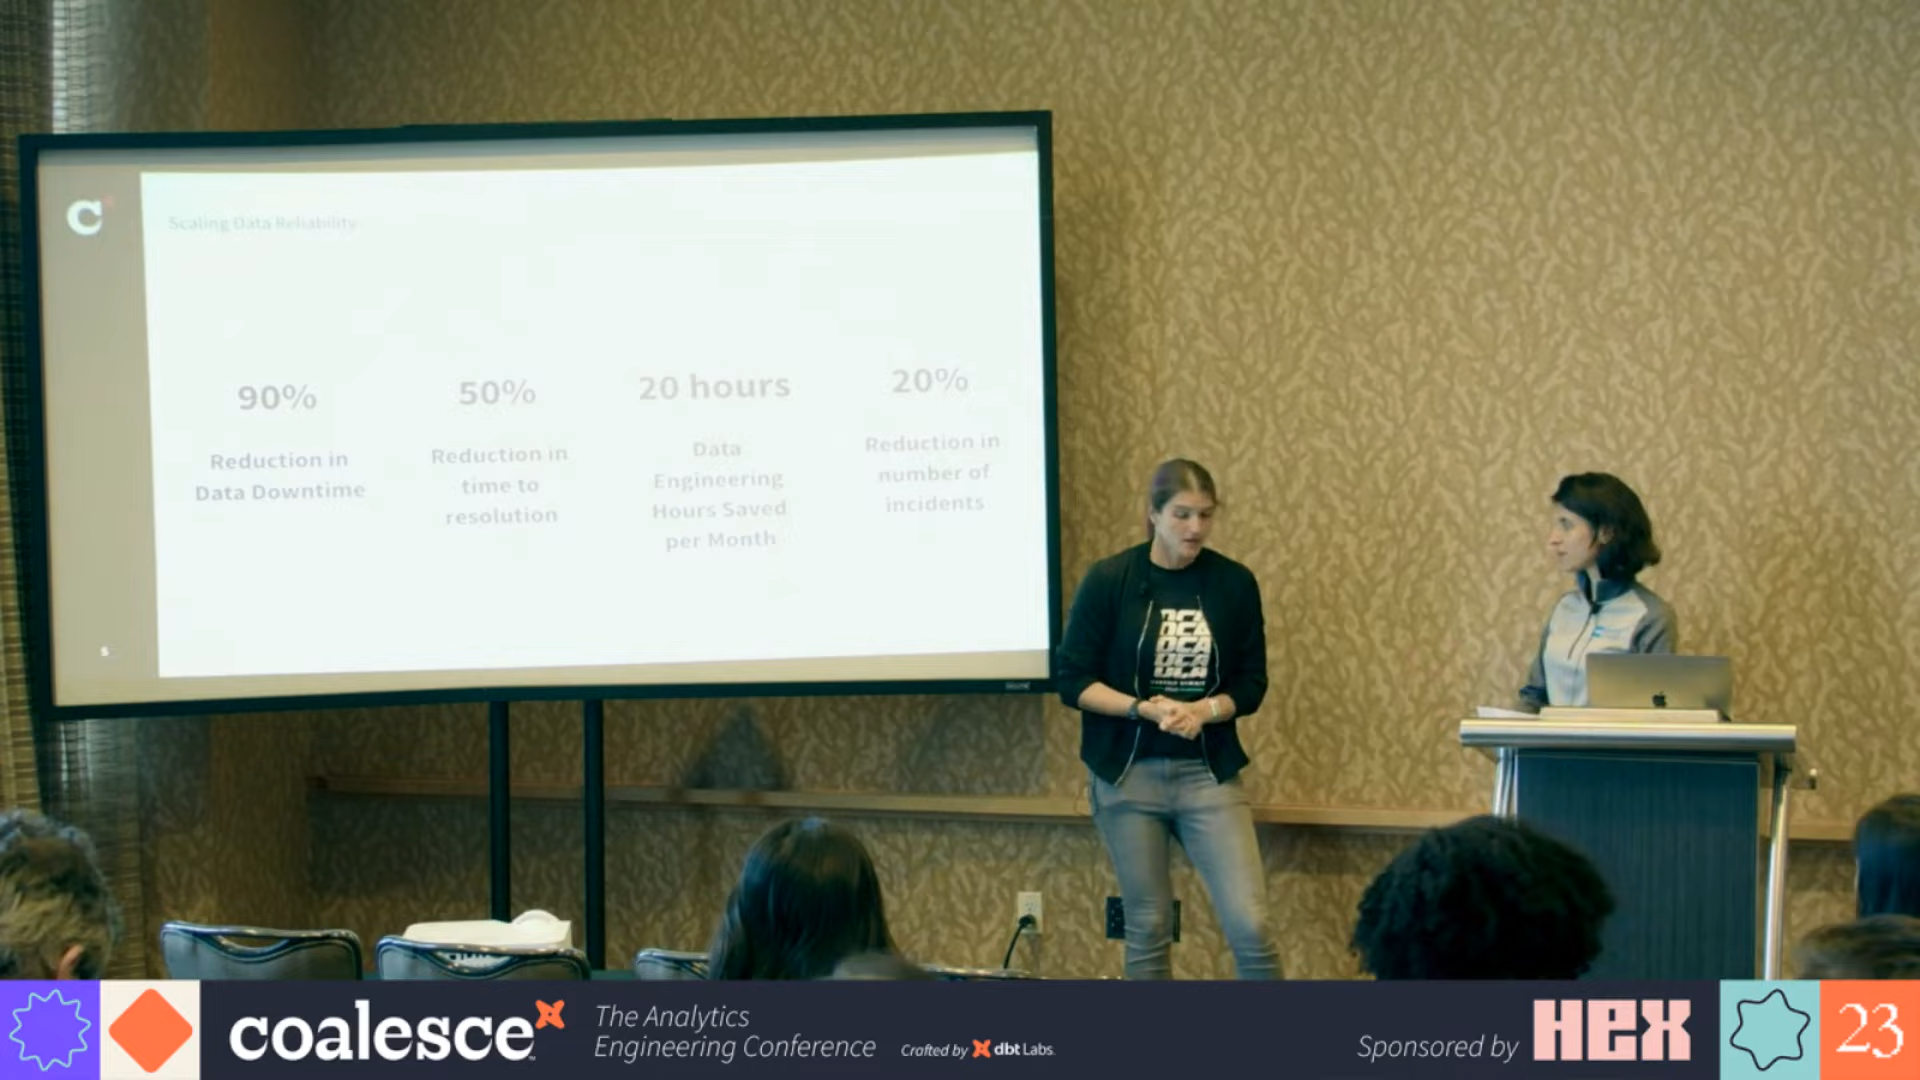 C
Scaling Data Reliability
90%
Reduction in
Data Downtime
50%
Reduction in
time to
resolution
20 hours
Data
Engineering
Hours Saved
per Month
20%
Reduction in
number of
incidents
5
coalesce
The Analytics
Engineering Conference
Crafted by dbt Labs
Sponsored by
HEX
23